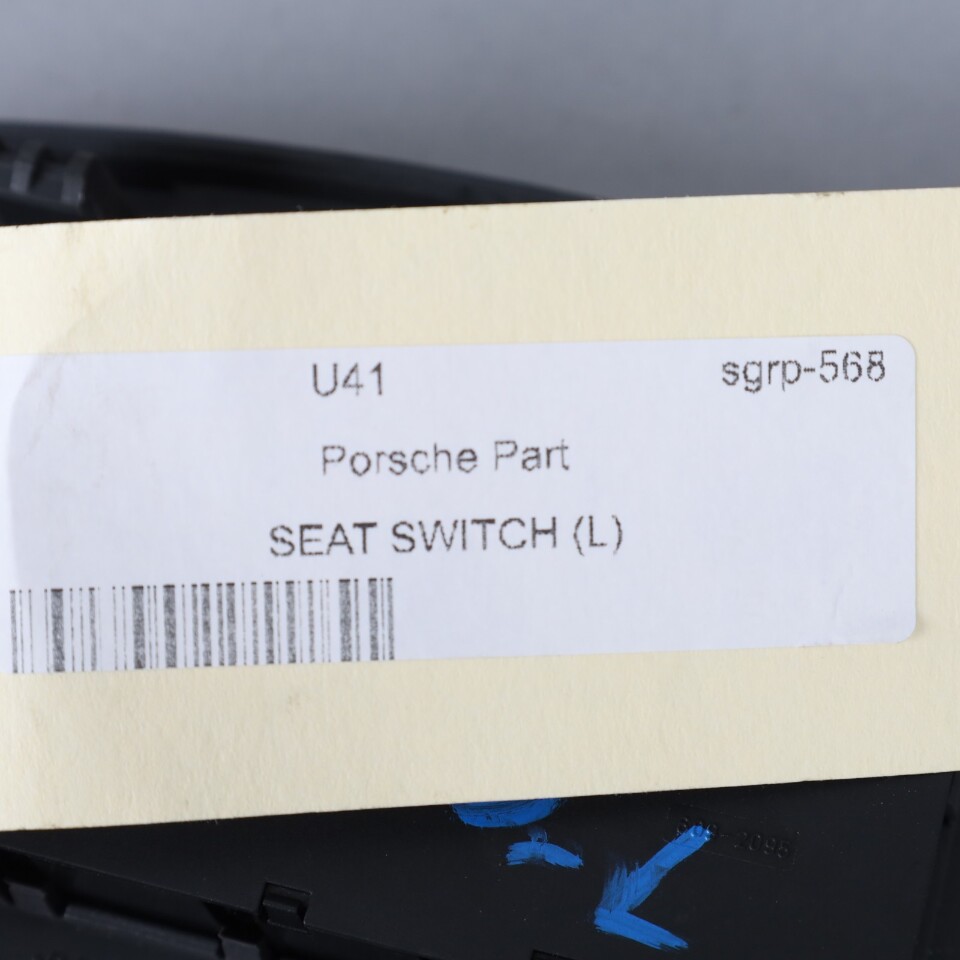 U41 sgrp-568
Porsche Part
SEAT SWITCH (L)